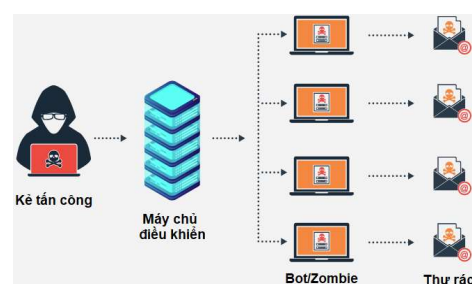 Kẻ tấn công
Máy chủ
điều khiển
Bot/Zombie
Thư rác